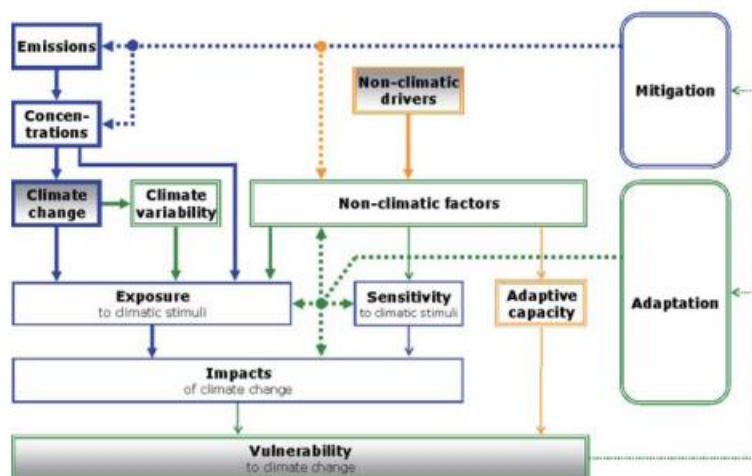 Emissions
Non-climatic
drivers
Mitigation
Concen-
trations
Climate
change
Climate
variability
Non-climatic factors
Exposure
to climatic stimuli
Sensitivity
to climatic stimuli
Adaptive
capacity
Adaptation
Impacts
of climate change
Vulnerability
to climate change